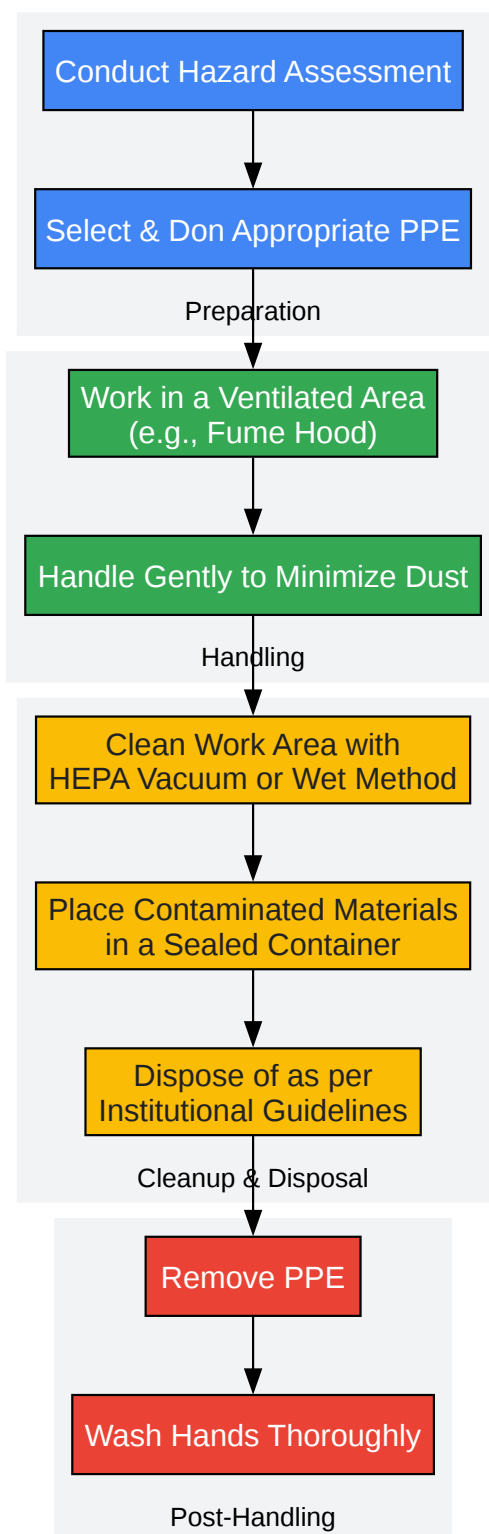 Conduct Hazard Assessment
Select & Don Appropriate PPE
Preparation
Work in a Ventilated Area
(e.g., Fume Hood)
Handle Gently to Minimize Dust
Handling
Clean Work Area with
HEPA Vacuum or Wet Method
Place Contaminated Materials
in a Sealed Container
Dispose of as per
Institutional Guidelines
Cleanup & Disposal
Remove PPE
Wash Hands Thoroughly
Post-Handling